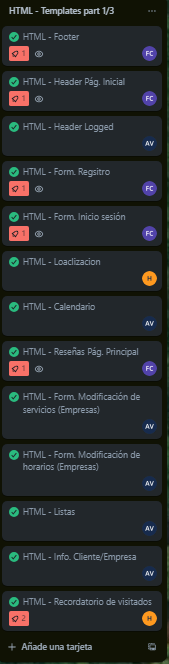 HTML - Templates part 1/3
HTML - Footer
1
FC
HTML - Header Pág. Inicial
1
FC
HTML - Header Logged
AV
HTML - Form. Regsitro
1
FC
HTML - Form. Inicio sesión
1
FC
HTML - Loaclizacion
H
HTML - Calendario
AV
HTML - Reseñas Pág. Principal
1
FC
HTML - Form. Modificación de
servicios (Empresas)
AV
HTML - Form. Modificación de
horarios (Empresas)
AV
HTML - Listas
AV
HTML - Info. Cliente/Empresa
AV
HTML - Recordatorio de visitados
2
H
Añade una tarjeta